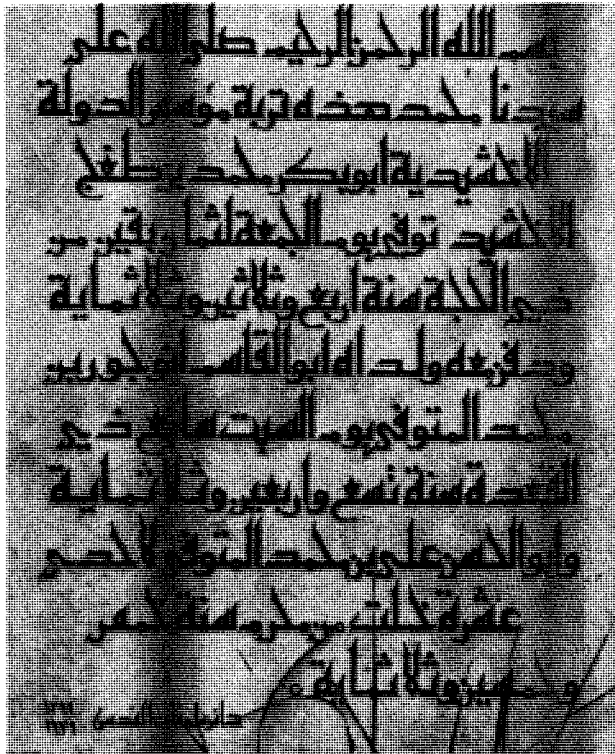 بسم الله الرحمن الرحيم صلى الله على
سيدنا محمد هذه تربة مؤسس الدولة
الاخشيدية ابو بكر محمد بن طغج
الاخشيد توفي يوم الجمعة لثمان بقين من
ذي الحجة سنة اربع وثلاثين وثلاثماية
ودفن معه ولداه ابو القاسم انوجور بن
محمد المتوفي يوم السبت سابع ذي
القعدة سنة تسع واربعين وثلاثماية
وابو الحسن علي بن محمد المتوفي لاحدى
عشرة خلت من محرم سنة خمس
وخمسين وثلاثماية
القدس